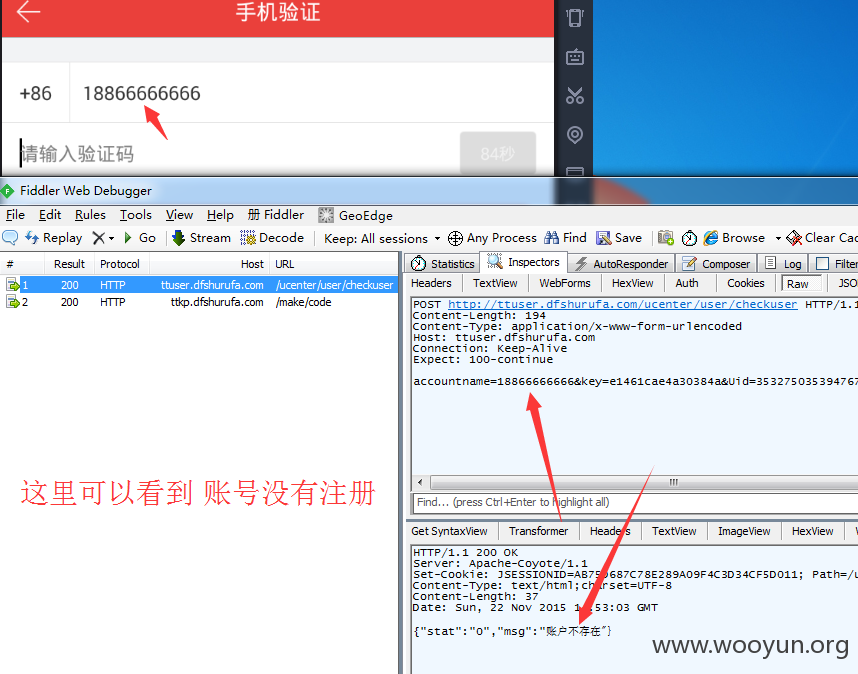 手机验证
+86 18866666666
请输入验证码 84秒
Fiddler Web Debugger
File Edit Rules Tools View Help 册 Fiddler GeoEdge
Replay Go Stream Decode Keep: All sessions Any Process Find Save Browse Clear Cac
# Result Protocol Host URL
1 200 HTTP ttuser.dfshurufa.com /ucenter/user/checkuser
2 200 HTTP ttkp.dfshurufa.com /make/code
Statistics Inspectors AutoResponder Composer Log Filter
Headers TextView WebForms HexView Auth Cookies Raw JSO
POST http://ttuser.dfshurufa.com/ucenter/user/checkuser HTTP/1.1
Content-Length: 194
Content-Type: application/x-www-form-urlencoded
Host: ttuser.dfshurufa.com
Connection: Keep-Alive
Expect: 100-continue
accountname=18866666666&key=e1461cae4a30384a&Uid=353275035394767
这里可以看到 账号没有注册
Find... (press Ctrl+Enter to highlight all)
Get SyntaxView Transformer Headers TextView ImageView HexView
HTTP/1.1 200 OK
Server: Apache-Coyote/1.1
Set-Cookie: Path=/u
Content-Type: text/html;charset=UTF-8
Content-Length: 37
Date: Sun, 22 Nov 2015 :53:03 GMT
{"stat":"0","msg":"账户不存在"}
www.wooyun.org